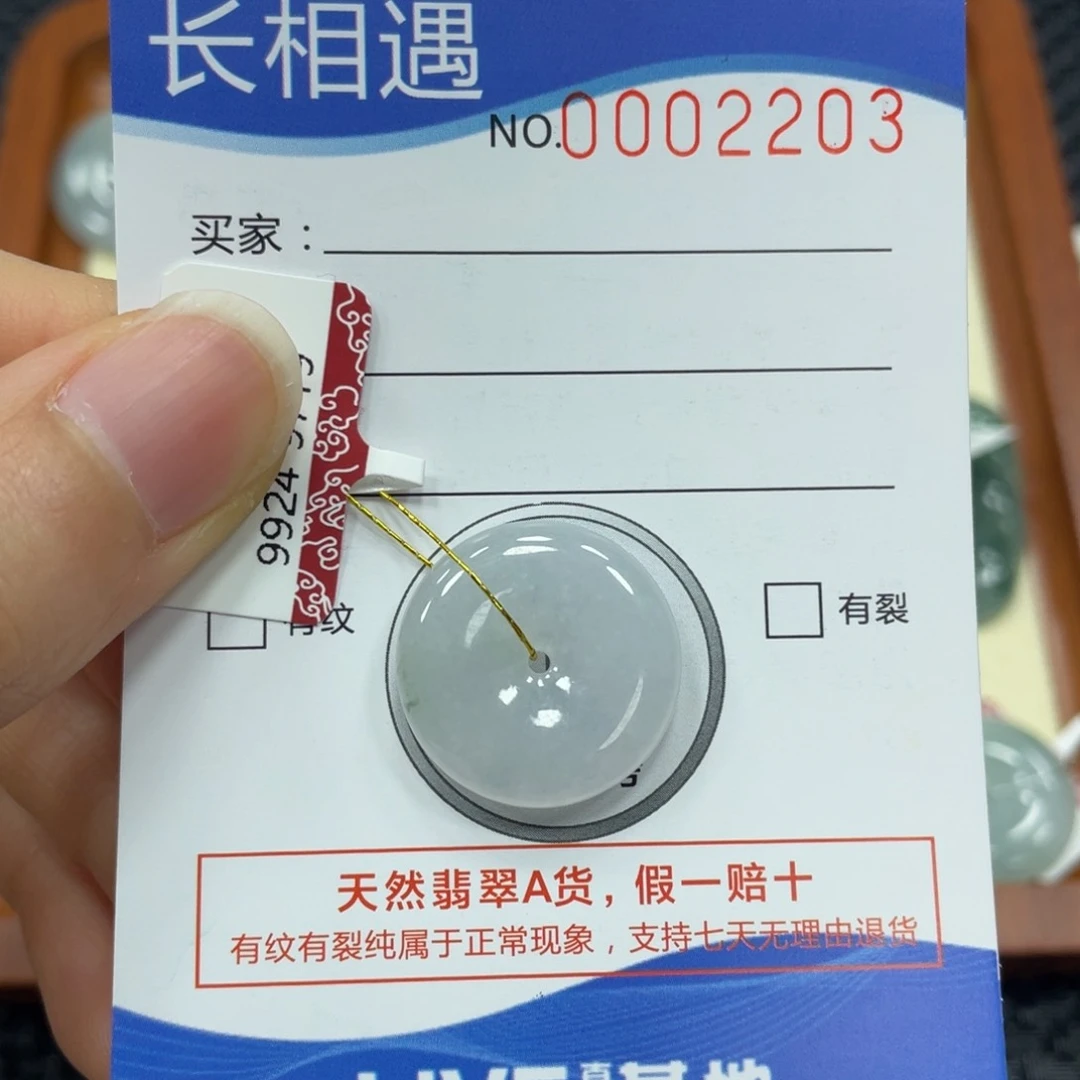 长相遇
NO.0002203
买家：
9924
有纹
有裂
天然翡翠A货，假一赔十
有纹有裂纯属于正常现象，支持七天无理由退货
基地